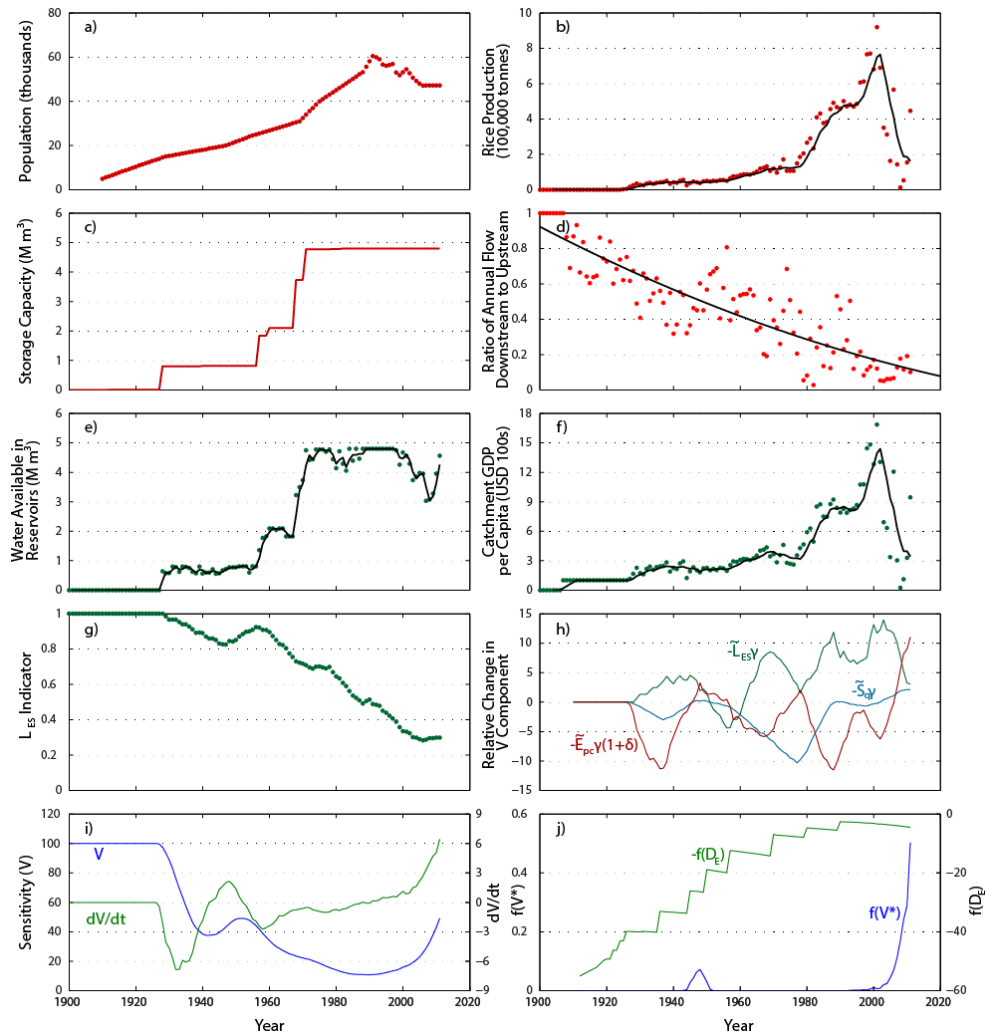 a)
Population (thousands)
80
60
40
20
0
b)
Rice Production
(100,000 tonnes)
10
8
6
4
2
0
c)
Storage Capacity (M m³)
6
5
4
3
2
1
0
d)
Ratio of Annual Flow
Downstream to Upstream
1
0.8
0.6
0.4
0.2
0
e)
Water Available in
Reservoirs (M m³)
6
5
4
3
2
1
0
f)
Catchment GDP
per Capita (USD 100s)
18
15
12
9
6
3
0
g)
L ES Indicator
1
0.8
0.6
0.4
0.2
0
h)
Relative Change in
V Component
15
10
5
0
−5
−10
−15
-L̃ESγ
-S̃qγ
-Ẽpcγ(1+δ)
i)
Sensitivity (V)
120
100
80
60
40
20
0
V
dV/dt
9
6
3
0
−3
−6
−9
dV/dt
1900 1920 1940 1960 1980 2000 2020
Year
j)
f(V*)
0.6
0.4
0.2
0
-f(DE)
f(V*)
0
−20
−40
−60
f(DE)
1900 1920 1940 1960 1980 2000 2020
Year